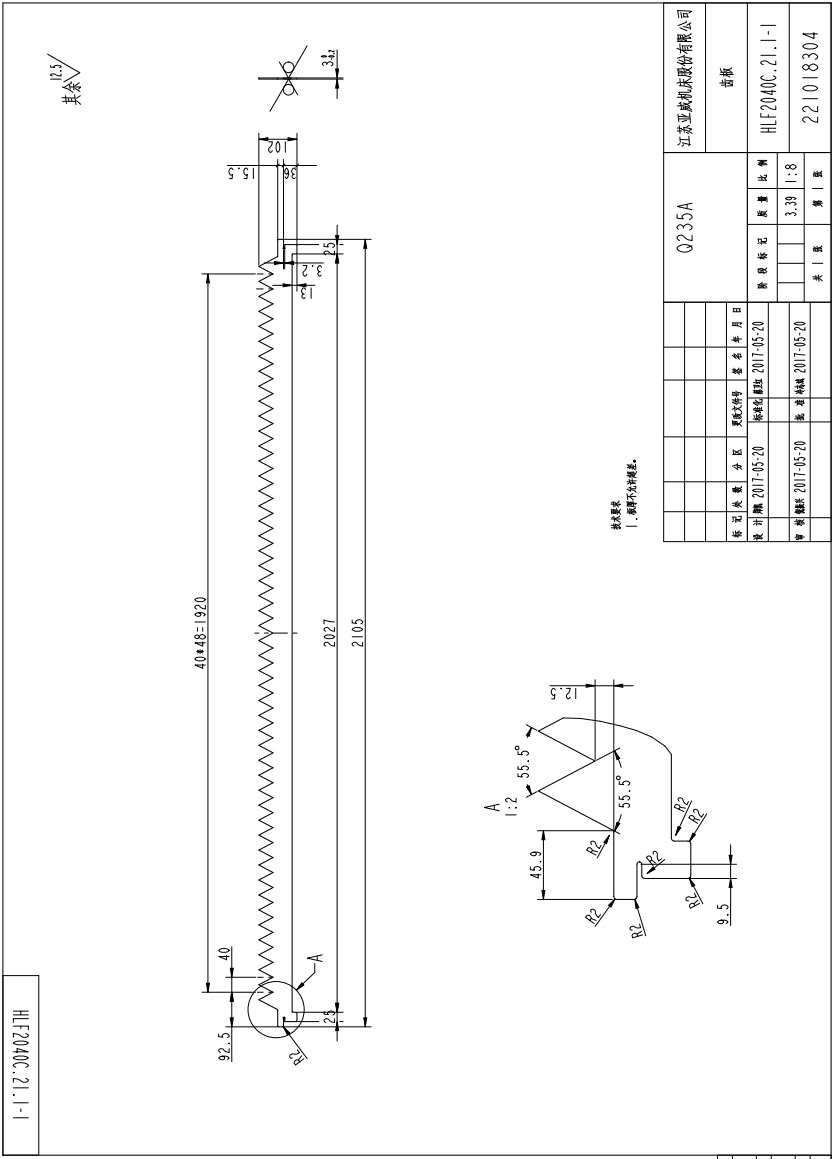 HLF2040C.21.1-1
其余 12.5
3 0 -0.2
102
15.5
36
25
3.2
13
40*48=1920
2027
2105
40
92.5
25
R2
A
A
1:2
12.5
55.5°
55.5°
45.9
9.5
R2
R2
R2
R2
R2
R2
R2
技术要求
1.板厚不允许超差。
标记 处数 分区 更改文件号 签名 年月日
设计 2017-05-20 标准化 2017-05-20
审核 2017-05-20 批准 2017-05-20
Q235A
阶段标记 质量 比例
3.39 1:8
共 1 张 第 1 张
江苏亚威机床股份有限公司
齿板
HLF2040C.21.1-1
221018304